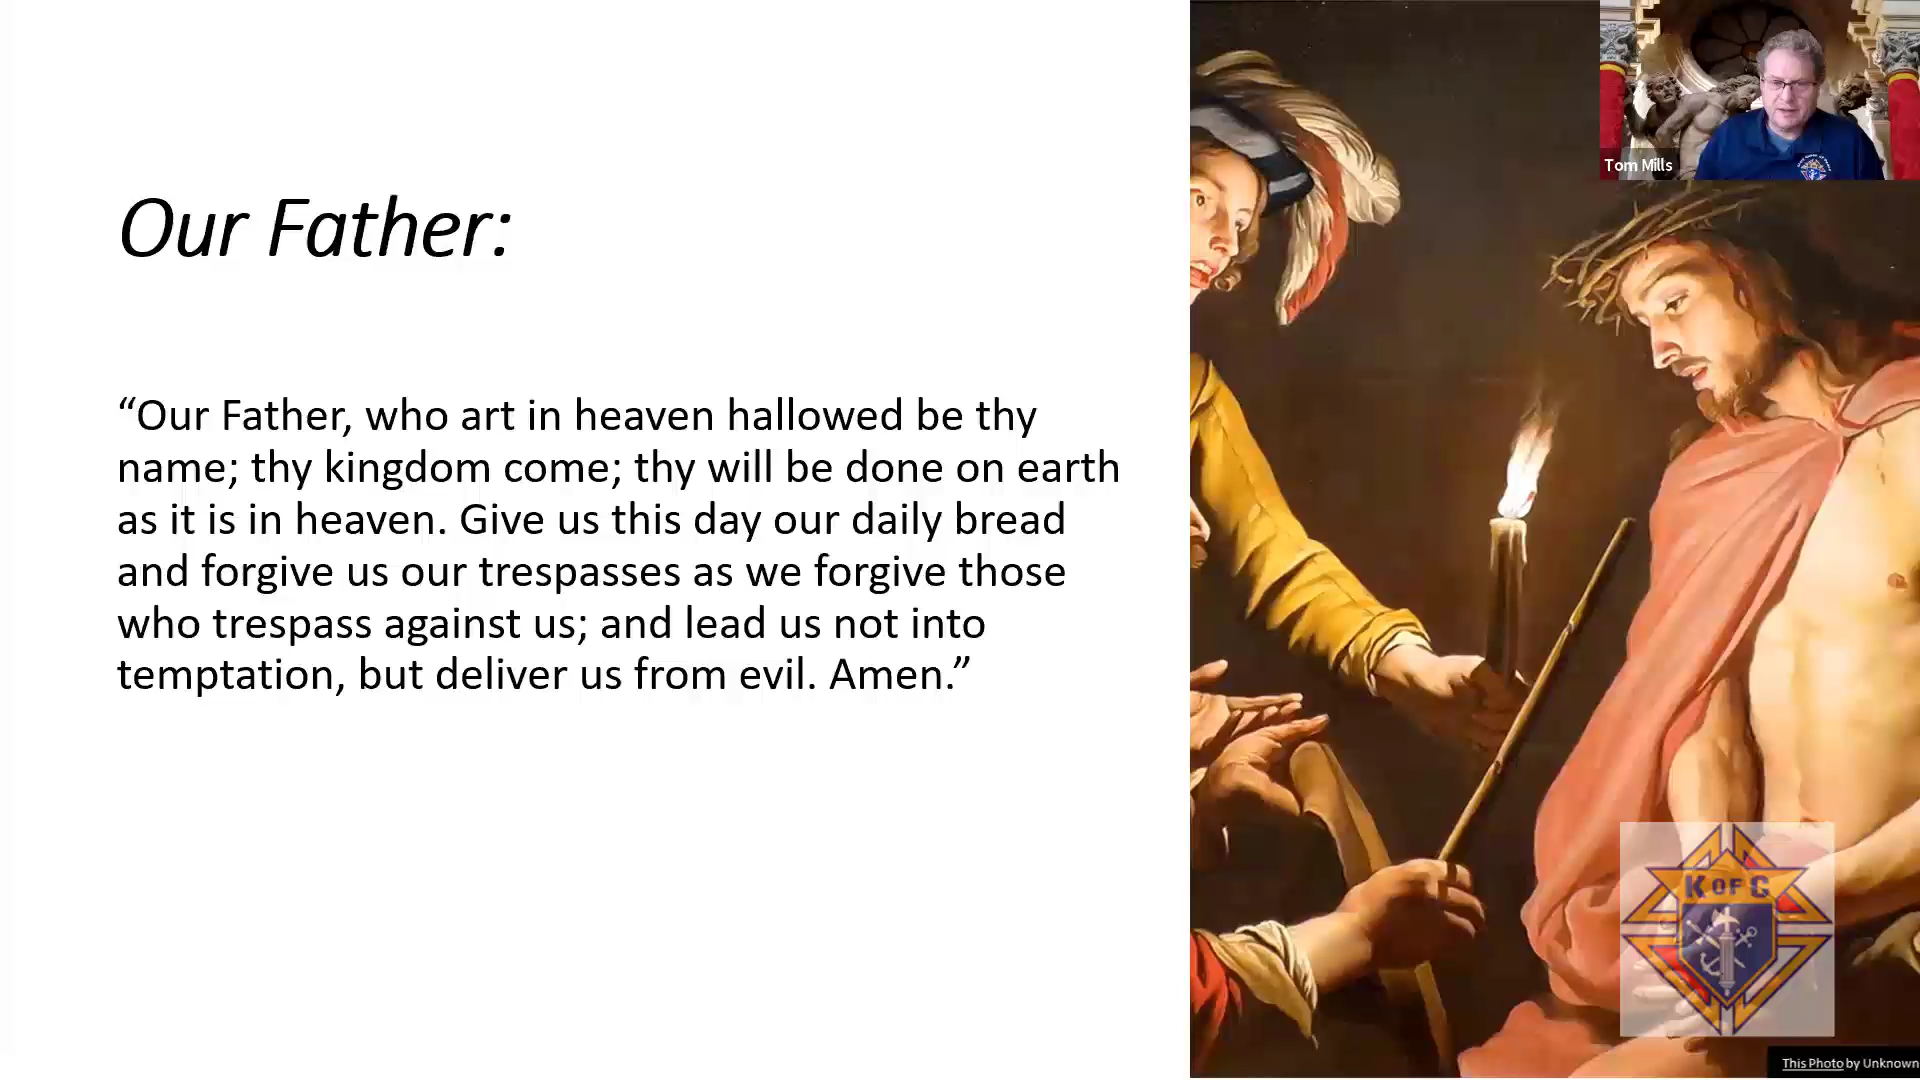 Tom Mills
Our Father:
“Our Father, who art in heaven hallowed be thy
name; thy kingdom come; thy will be done on earth
as it is in heaven. Give us this day our daily bread
and forgive us our trespasses as we forgive those
who trespass against us; and lead us not into
temptation, but deliver us from evil. Amen.”
K OF C
This Photo by Unknown